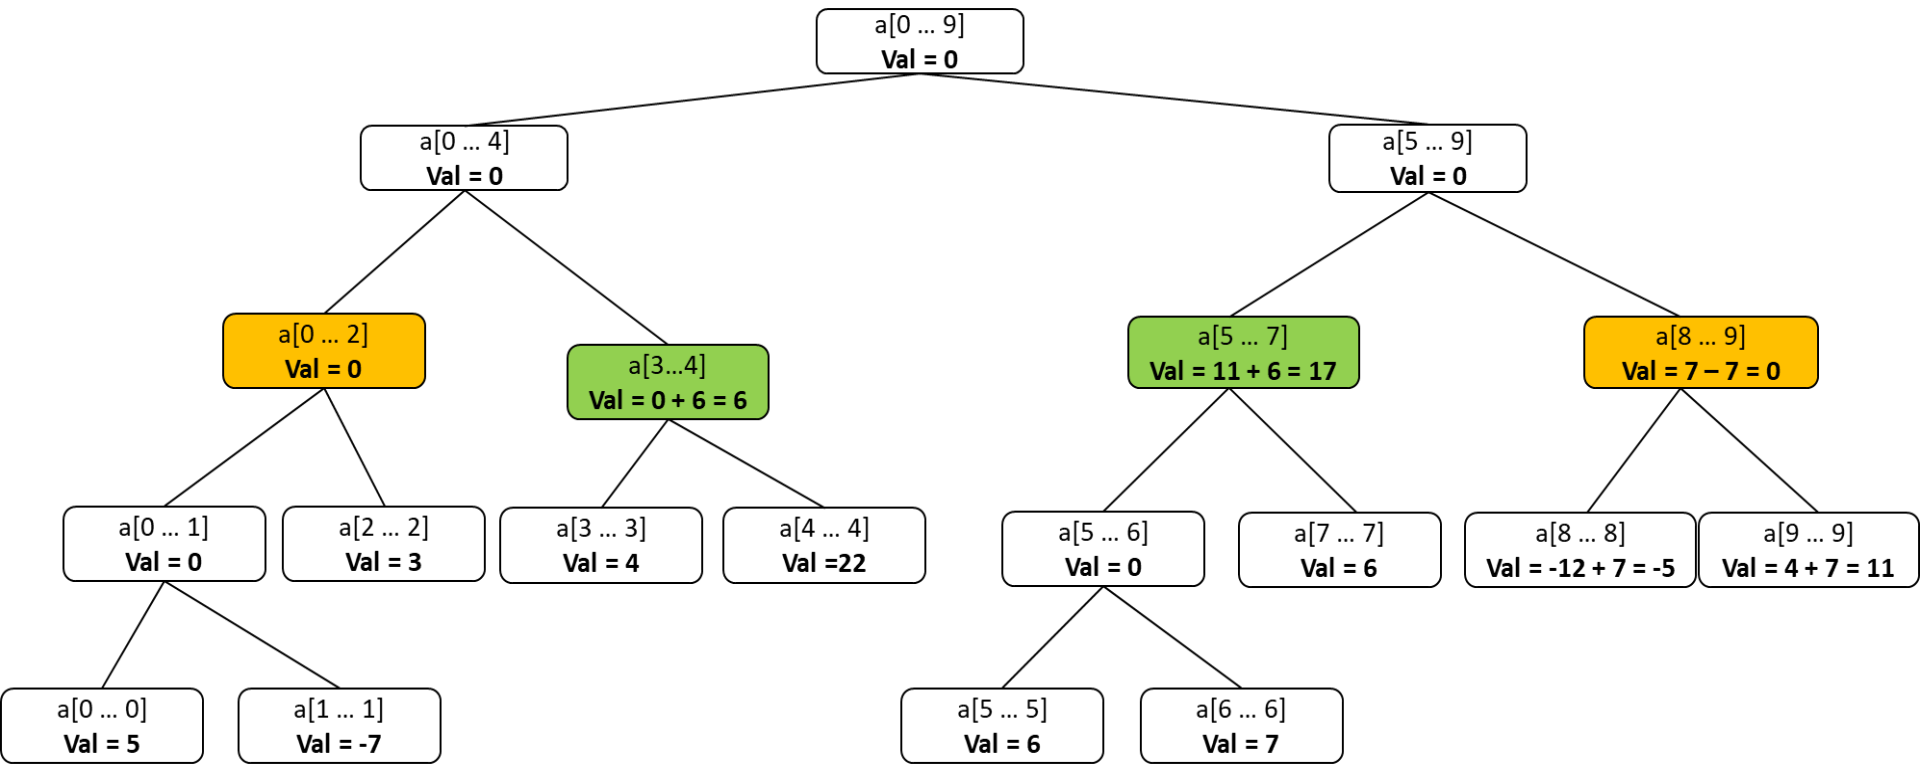 a[0 ... 9]
Val = 0
a[0 ... 4]
Val = 0
a[5 ... 9]
Val = 0
a[0 ... 2]
Val = 0
a[3...4]
Val = 0 + 6 = 6
a[5 ... 7]
Val = 11 + 6 = 17
a[8 ... 9]
Val = 7 – 7 = 0
a[0 ... 1]
Val = 0
a[2 ... 2]
Val = 3
a[3 ... 3]
Val = 4
a[4 ... 4]
Val =22
a[5 ... 6]
Val = 0
a[7 ... 7]
Val = 6
a[8 ... 8]
Val = -12 + 7 = -5
a[9 ... 9]
Val = 4 + 7 = 11
a[0 ... 0]
Val = 5
a[1 ... 1]
Val = -7
a[5 ... 5]
Val = 6
a[6 ... 6]
Val = 7